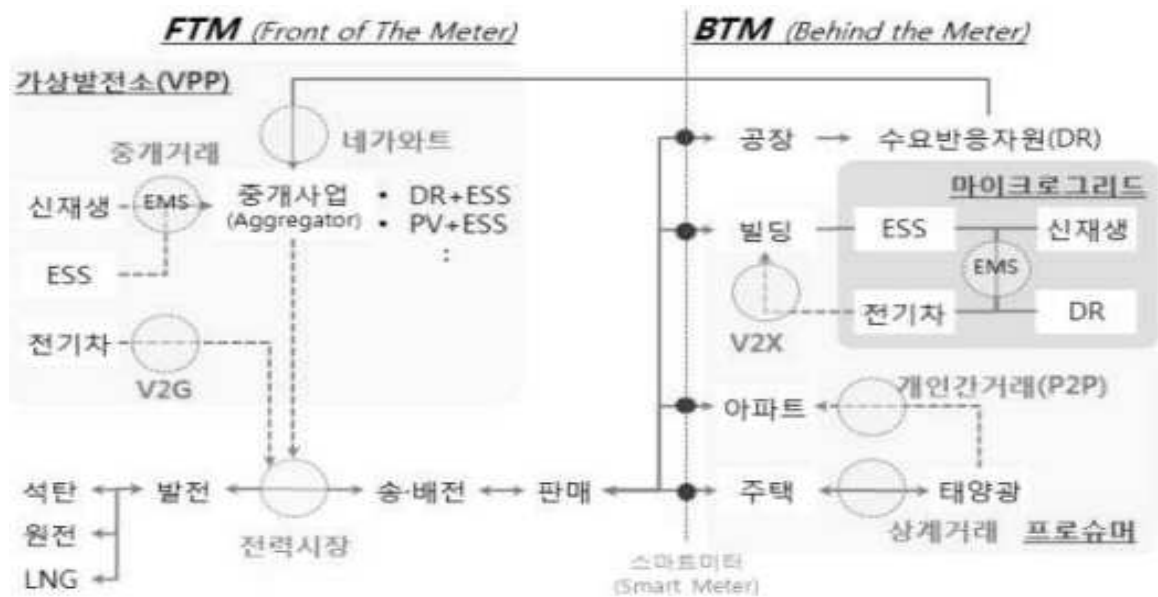 FTM (Front of The Meter)
BTM (Behind the Meter)
가상발전소(VPP)
네가와트
중개거래
신재생
EMS
중개사업
(Aggregator)
• DR+ESS
• PV+ESS
:
ESS
전기차
V2G
공장
수요반응자원(DR)
마이크로그리드
빌딩
ESS
신재생
EMS
전기차
DR
V2X
개인간거래(P2P)
아파트
석탄
발전
송·배전
판매
주택
태양광
원전
전력시장
상계거래
프로슈머
LNG
스마트미터
(Smart Meter)